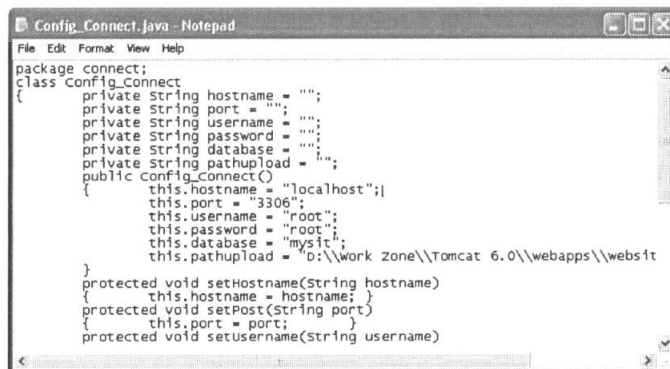 Config_Connect.java - Notepad
File Edit Format View Help
package connect;
class Config_Connect
{ private String hostname = "";
private String port = "";
private String username = "";
private String password = "";
private String database = "";
private String pathupload = "";
public Config_Connect()
{ this.hostname = "localhost";
this.port = "3306";
this.username = "root";
this.password = "root";
this.database = "mysit";
this.pathupload = "D:\\Work Zone\\Tomcat 6.0\\webapps\\websit
}
protected void setHostname(String hostname)
{ this.hostname = hostname; }
protected void setPost(String port)
{ this.port = port; }
protected void setUsername(String username)